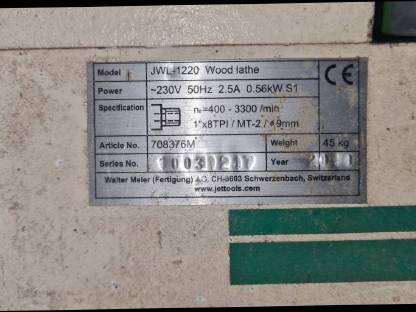 Model JWL-1220 Wood lathe
Power ~230V 50Hz 2.5A 0.56kW S1
Specification n₀=400 - 3300 /min
1"x8TPI / MT-2 / 9mm
Article No. 708376M Weight 45 kg
Series No. Year
Walter Meier (Fertigung) AG, CH-8603 Schwerzenbach, Switzerland
www.jettools.com
CE